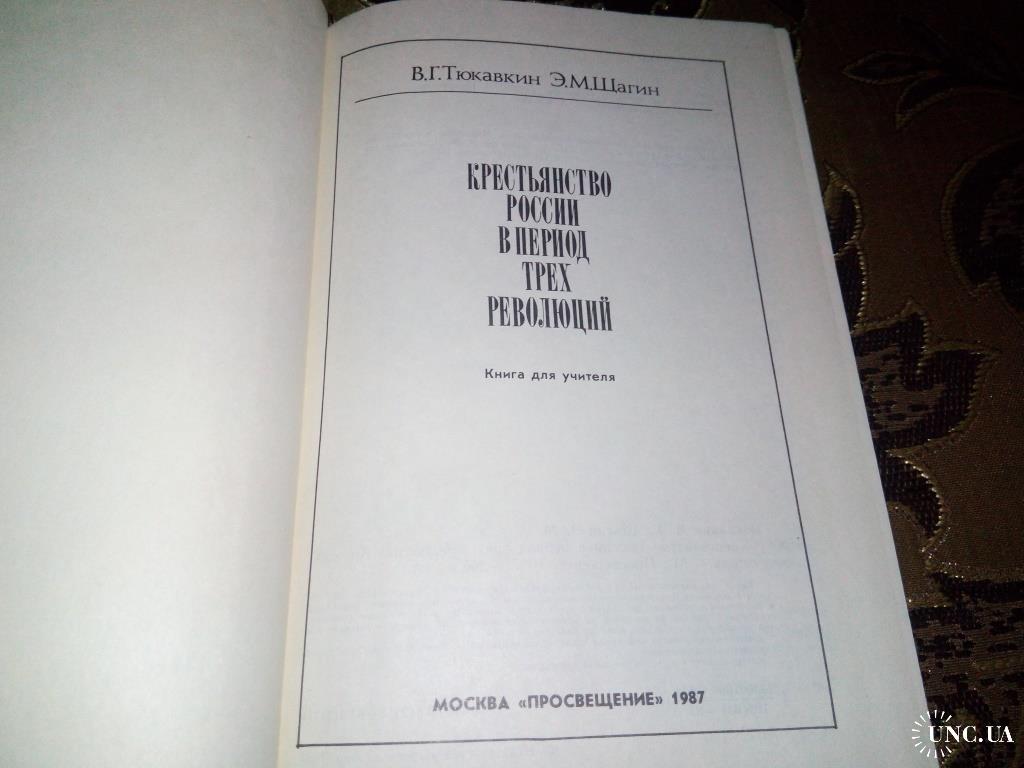 В.Г.Тюкавкин Э.М.Щагин
КРЕСТЬЯНСТВО
РОССИИ
В ПЕРИОД
ТРЕХ
РЕВОЛЮЦИЙ
Книга для учителя
МОСКВА «ПРОСВЕЩЕНИЕ» 1987
UNC.UA